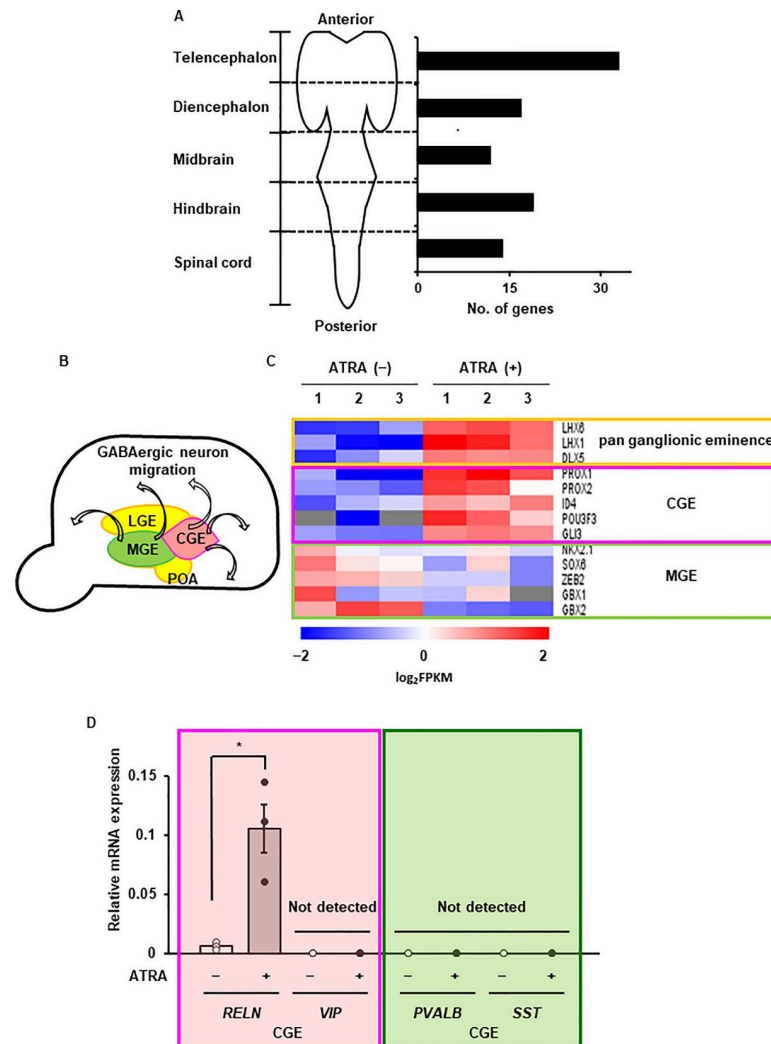 A
Anterior
Telencephalon
Diencephalon
Midbrain
Hindbrain
Spinal cord
Posterior
0 15 30
No. of genes
B
GABAergic neuron
migration
LGE
MGE
CGE
POA
C
ATRA (−) ATRA (+)
1 2 3 1 2 3
LHX6
LHX1
DLX5
pan ganglionic eminence
PROX1
PROX2
ID4
POU3F3
GLI3
CGE
NKX2.1
SOX6
ZEB2
GBX1
GBX2
MGE
−2 0 2
log2FPKM
D
Relative mRNA expression
0.15
0.1
0.05
0
*
Not detected
Not detected
ATRA − + − + − + − +
RELN VIP PVALB SST
CGE CGE